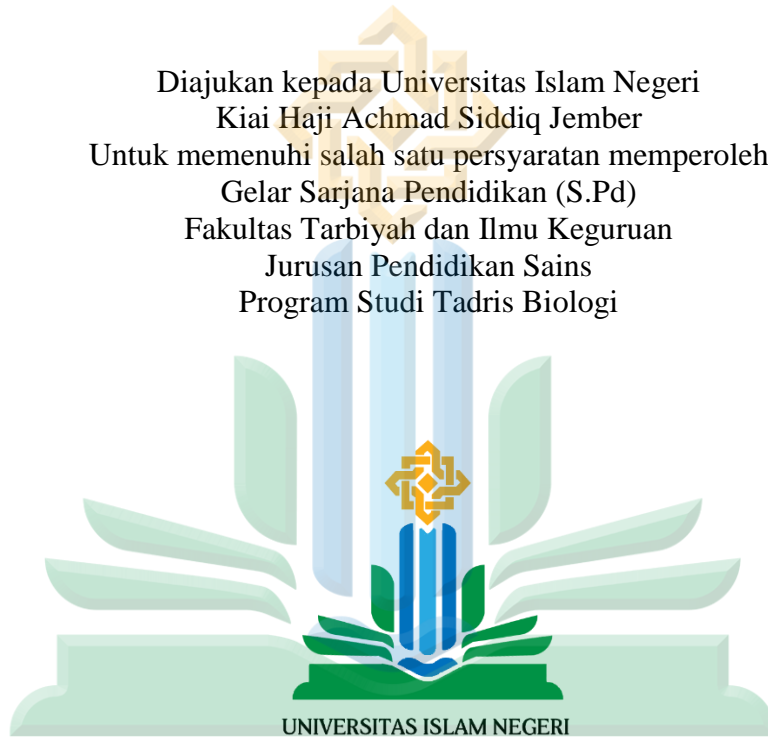 Diajukan kepada Universitas Islam Negeri
Kiai Haji Achmad Siddiq Jember
Untuk memenuhi salah satu persyaratan memperoleh
Gelar Sarjana Pendidikan (S.Pd)
Fakultas Tarbiyah dan Ilmu Keguruan
Jurusan Pendidikan Sains
Program Studi Tadris Biologi
UNIVERSITAS ISLAM NEGERI